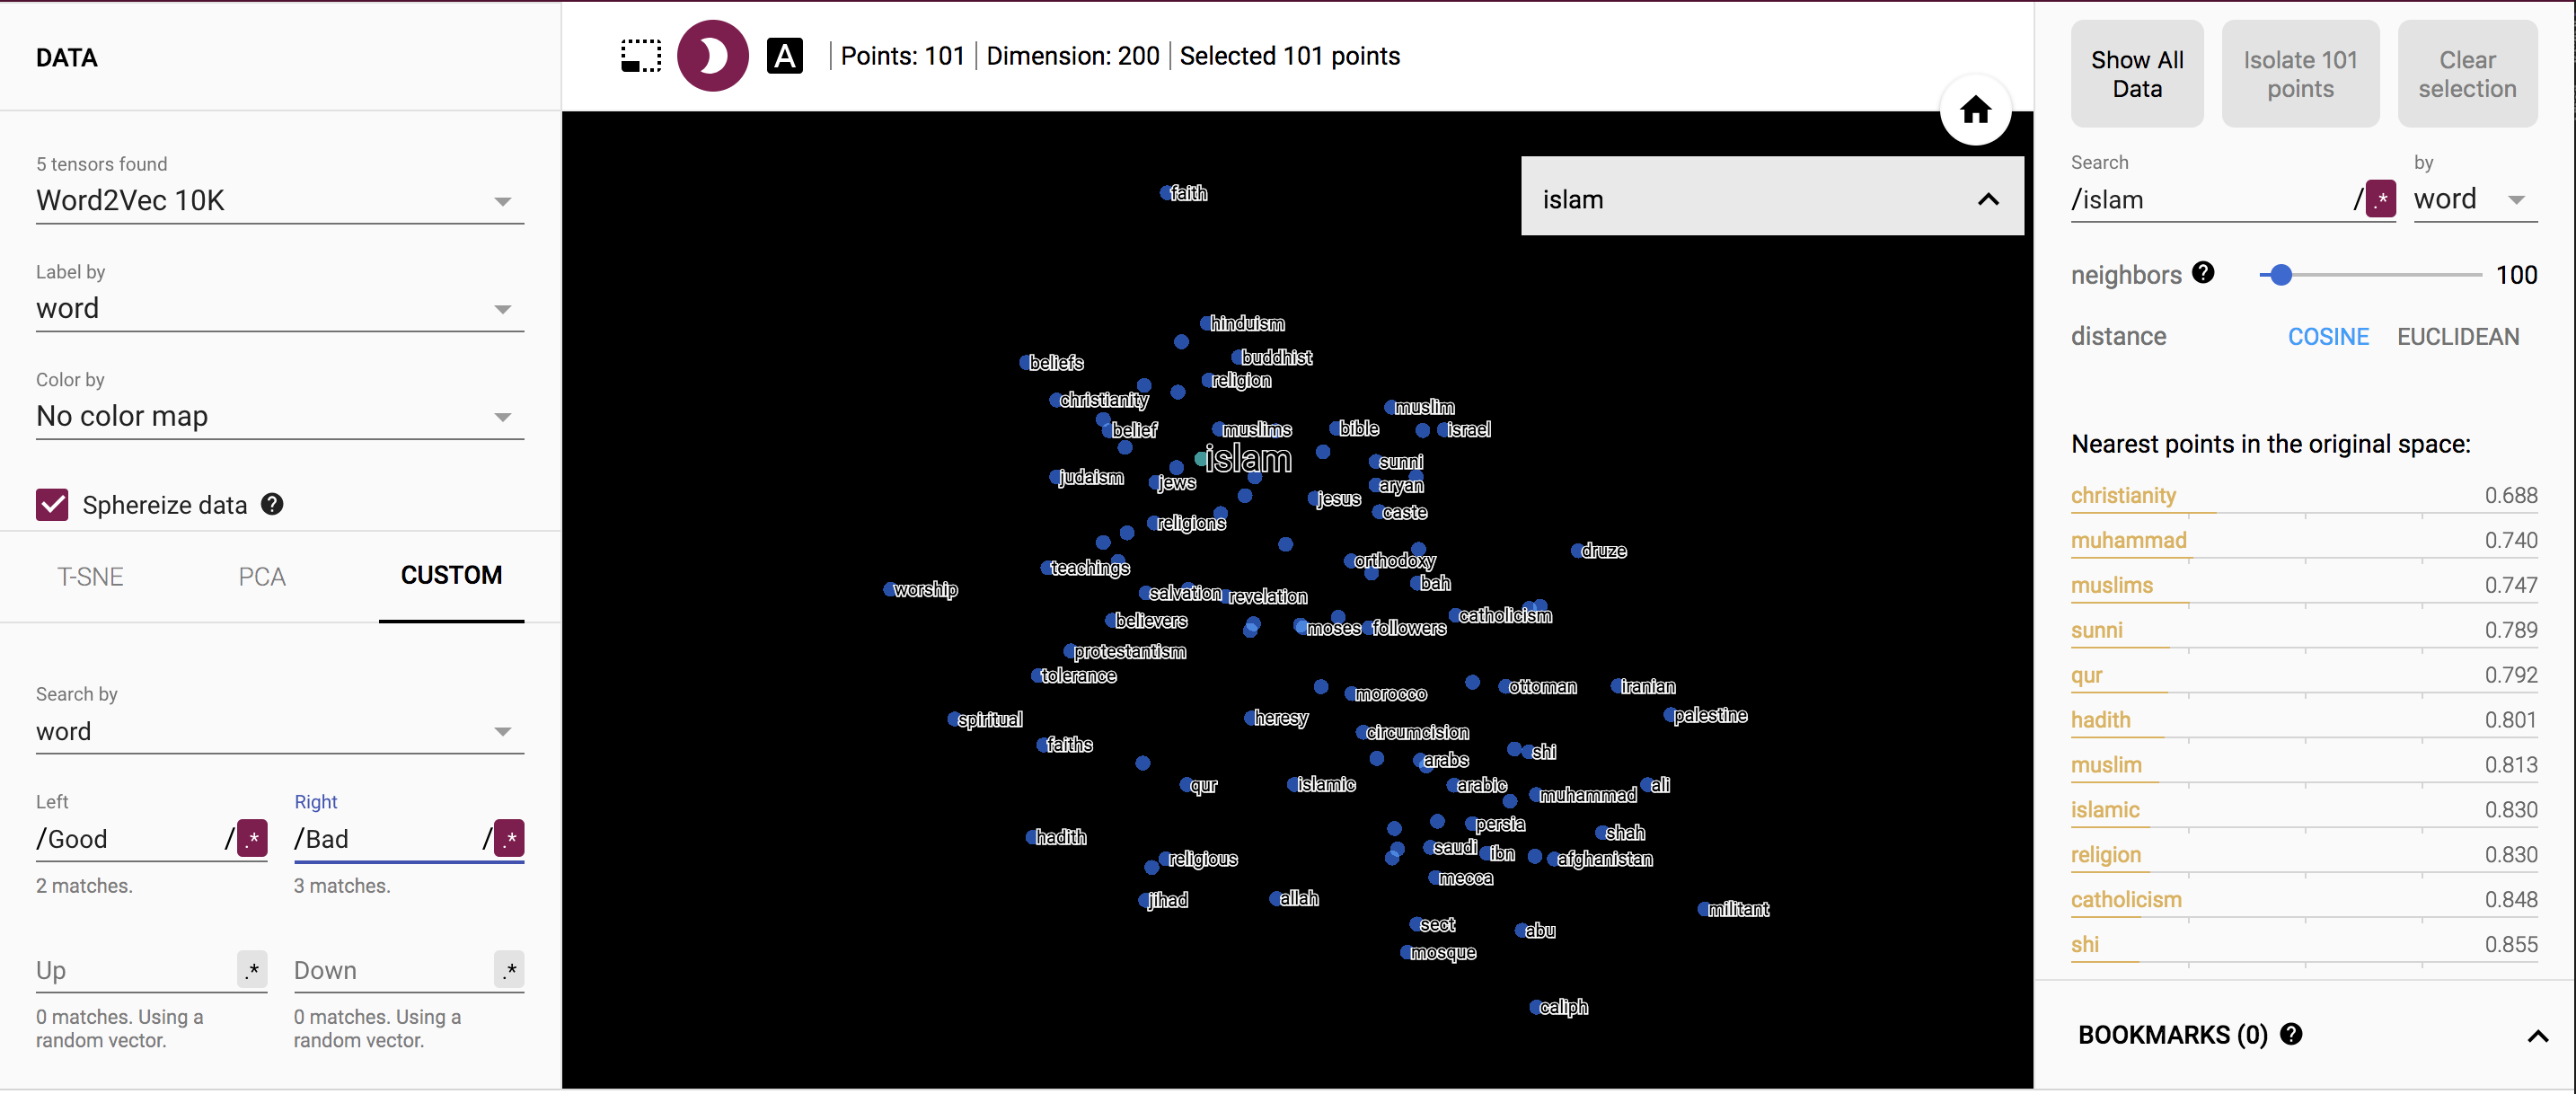 DATA
5 tensors found
Word2Vec 10K
Label by
word
Color by
No color map
Sphereize data
T-SNE PCA CUSTOM
Search by
word
Left Right
/Good /.* /Bad /.*
2 matches. 3 matches.
Up .* Down .*
0 matches. Using a random vector. 0 matches. Using a random vector.
A | Points: 101 | Dimension: 200 | Selected 101 points
islam
faith
hinduism
buddhist
beliefs
religion
christianity
muslim
belief
muslims
bible
israel
islam
sunni
judaism
jews
aryan
jesus
caste
religions
druze
orthodoxy
teachings
bah
worship
salvation
revelation
catholicism
believers
moses
followers
protestantism
tolerance
morocco
ottoman
iranian
spiritual
heresy
palestine
circumcision
faiths
shi
arabs
qur
islamic
arabic
muhammad
ali
persia
shah
hadith
saudi
ibn
religious
afghanistan
mecca
jihad
allah
militant
sect
abu
mosque
caliph
Show All Data
Isolate 101 points
Clear selection
Search by
/islam /.* word
neighbors 100
distance COSINE EUCLIDEAN
Nearest points in the original space:
christianity 0.688
muhammad 0.740
muslims 0.747
sunni 0.789
qur 0.792
hadith 0.801
muslim 0.813
islamic 0.830
religion 0.830
catholicism 0.848
shi 0.855
BOOKMARKS (0)